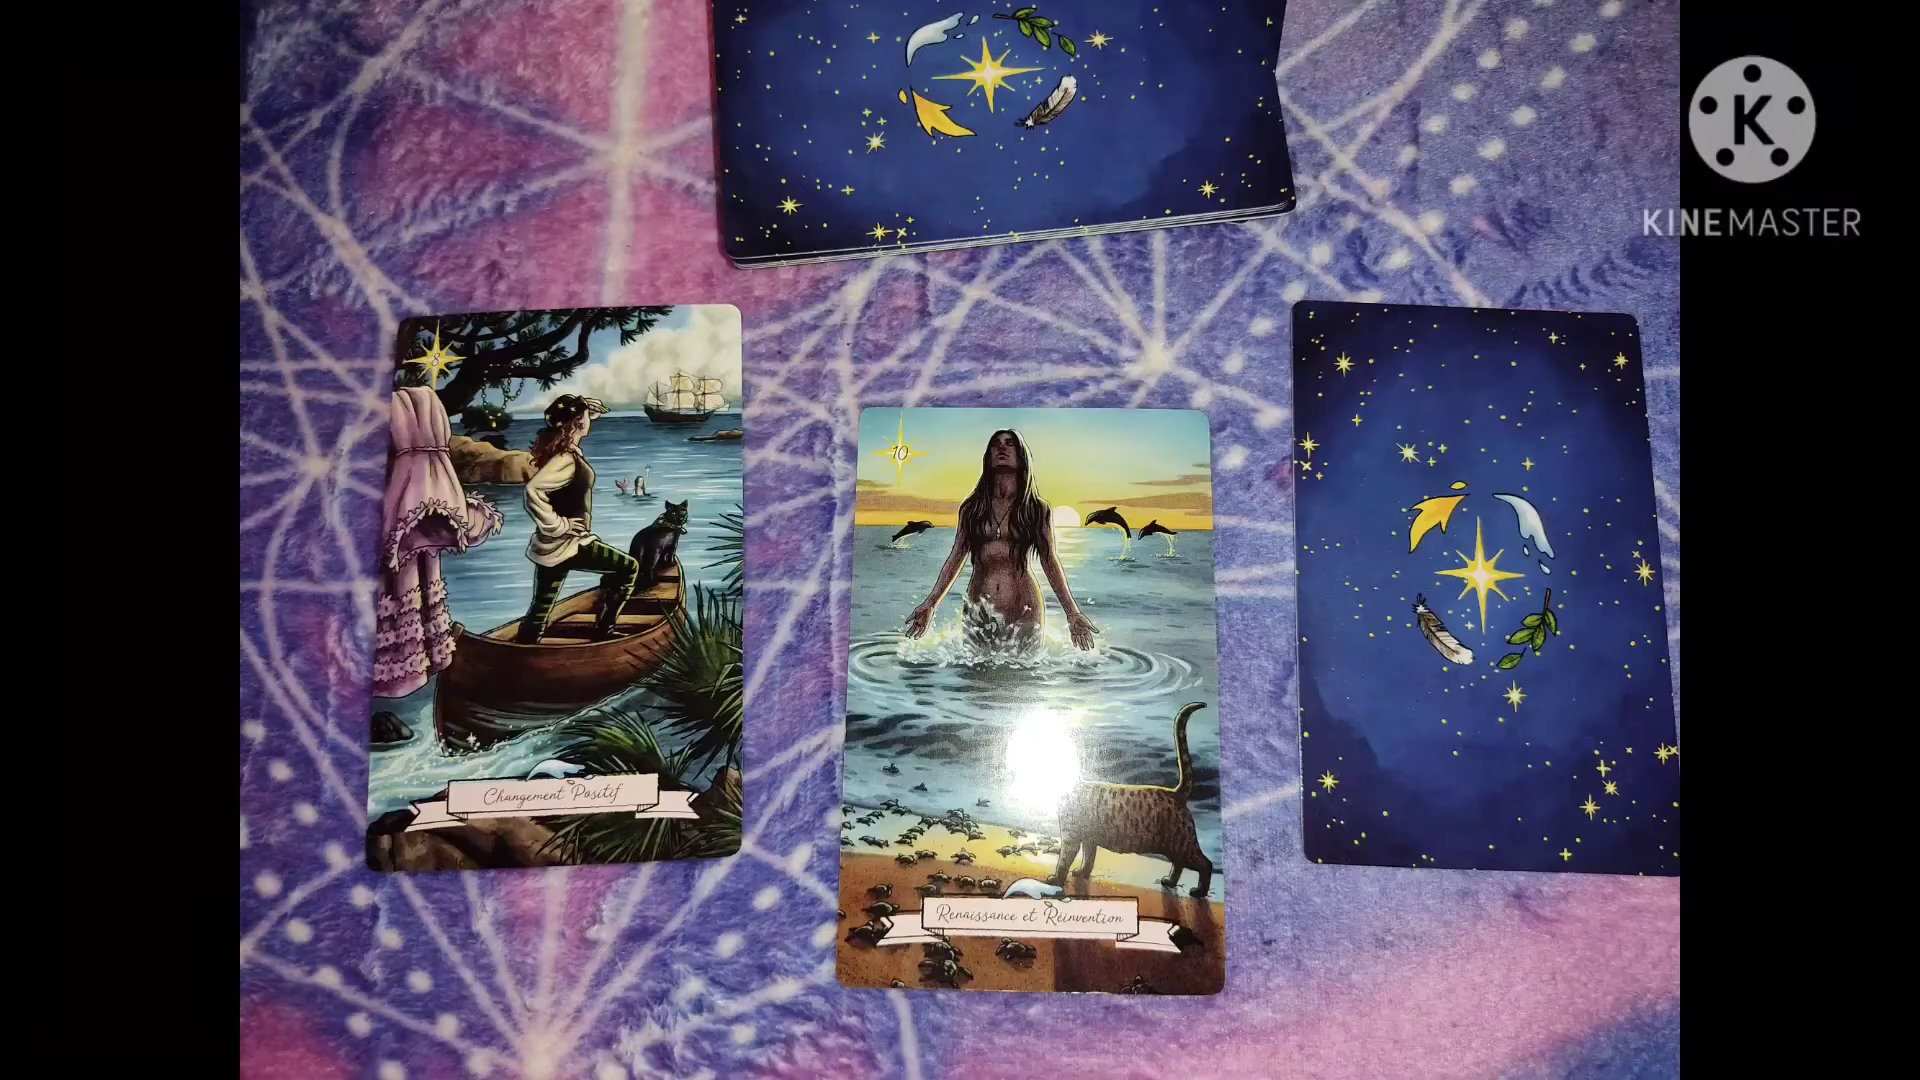 K
KINEMASTER
8
Changement Positif
10
Renaissance et Réinvention